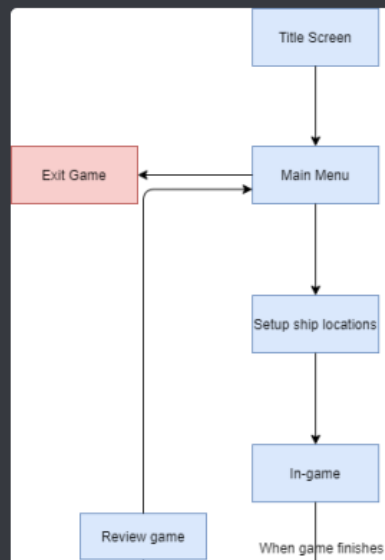 Title Screen
Exit Game
Main Menu
Setup ship locations
In-game
Review game
When game finishes